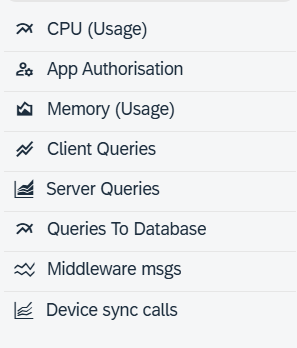 CPU (Usage)
App Authorisation
Memory (Usage)
Client Queries
Server Queries
Queries To Database
Middleware msgs
Device sync calls